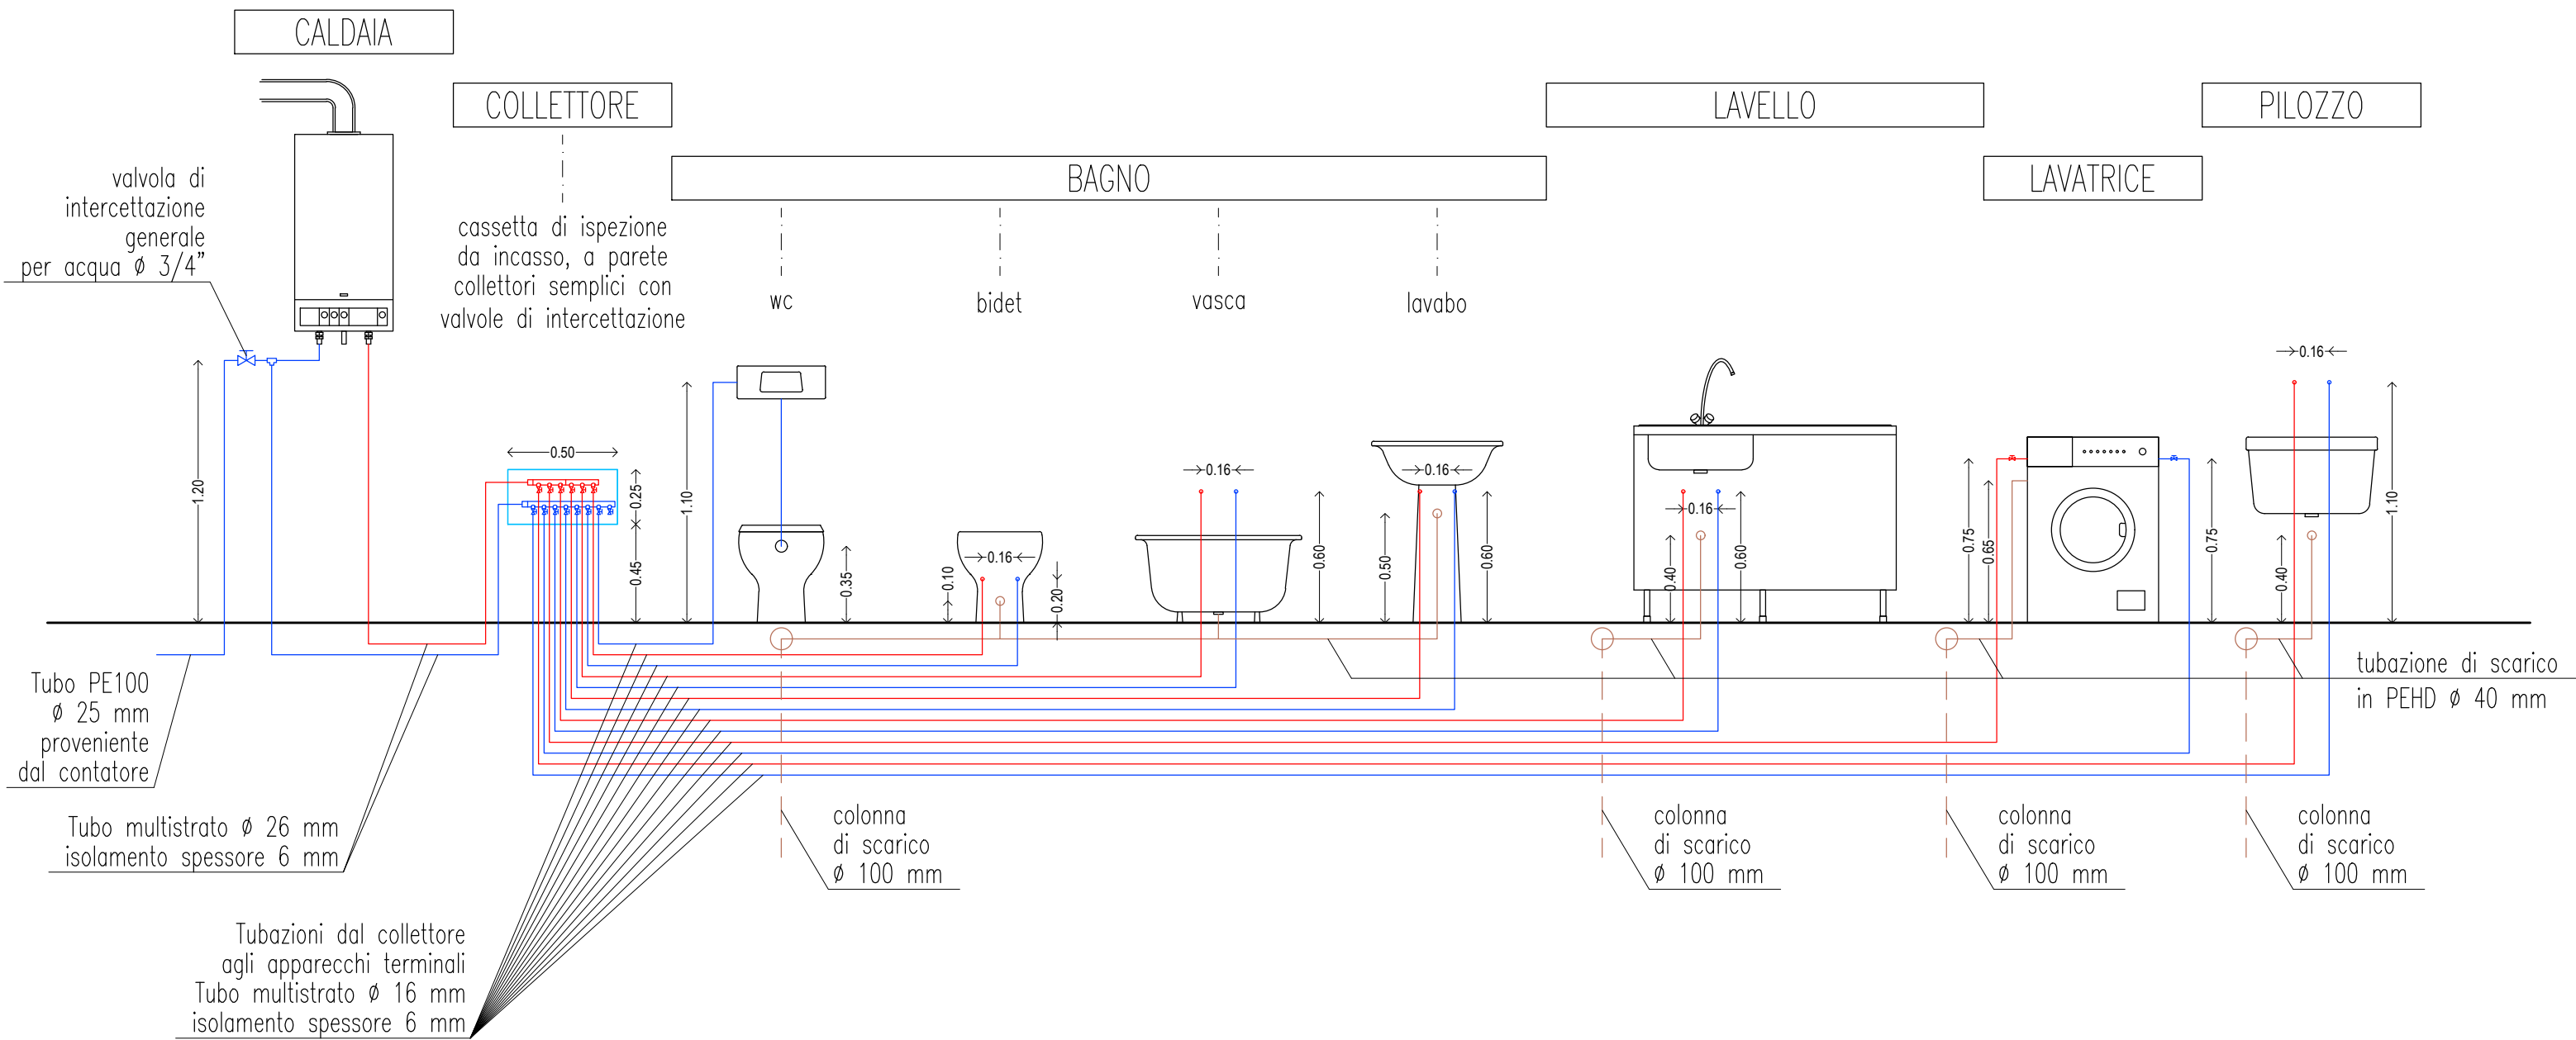 CALDAIA
COLLETTORE
LAVELLO
PILOZZO
BAGNO
LAVATRICE
valvola di
intercettazione
generale
per acqua ϕ 3/4”
cassetta di ispezione
da incasso, a parete
collettori semplici con
valvole di intercettazione
wc
bidet
vasca
lavabo
1.20
0.50
0.25
0.45
1.10
0.35
0.10
0.16
0.20
0.16
0.60
0.50
0.16
0.60
0.40
0.16
0.60
0.75
0.65
0.75
0.16
0.40
1.10
Tubo PE100
ϕ 25 mm
proveniente
dal contatore
Tubo multistrato ϕ 26 mm
isolamento spessore 6 mm
Tubazioni dal collettore
agli apparecchi terminali
Tubo multistrato ϕ 16 mm
isolamento spessore 6 mm
colonna
di scarico
ϕ 100 mm
colonna
di scarico
ϕ 100 mm
colonna
di scarico
ϕ 100 mm
colonna
di scarico
ϕ 100 mm
tubazione di scarico
in PEHD ϕ 40 mm